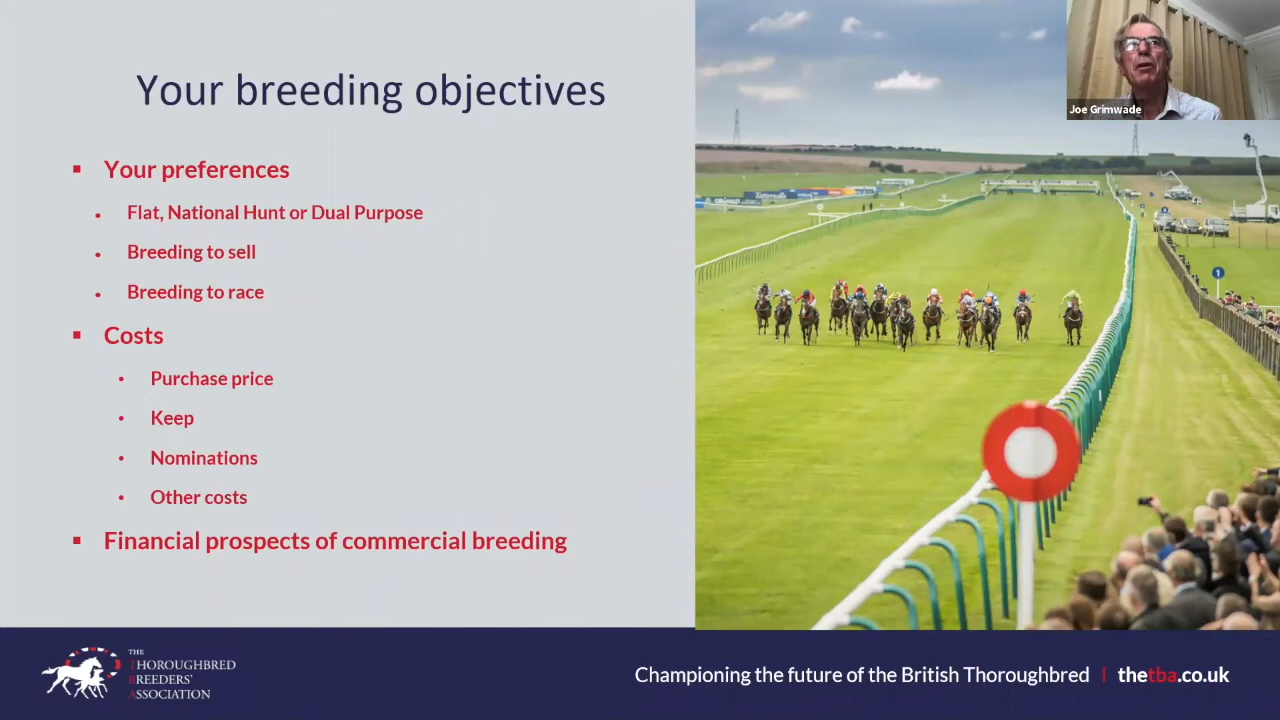 Your breeding objectives
Joe Grimwade
Your preferences
Flat, National Hunt or Dual Purpose
Breeding to sell
Breeding to race
Costs
Purchase price
Keep
Nominations
Other costs
Financial prospects of commercial breeding
1
THE
THOROUGHBRED
BREEDERS'
ASSOCIATION
Championing the future of the British Thoroughbred | thetba.co.uk